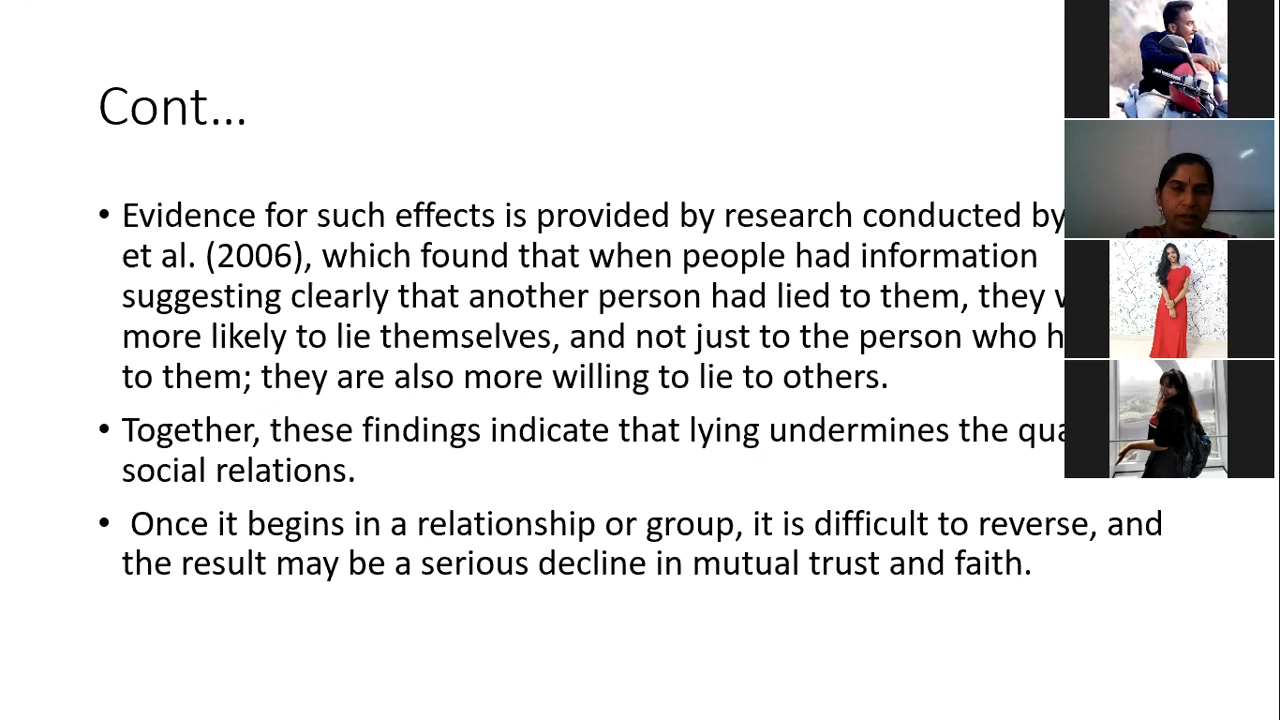 Cont...
• Evidence for such effects is provided by research conducted by
et al. (2006), which found that when people had information
suggesting clearly that another person had lied to them, they
more likely to lie themselves, and not just to the person who
to them; they are also more willing to lie to others.
• Together, these findings indicate that lying undermines the
social relations.
• Once it begins in a relationship or group, it is difficult to reverse, and
the result may be a serious decline in mutual trust and faith.